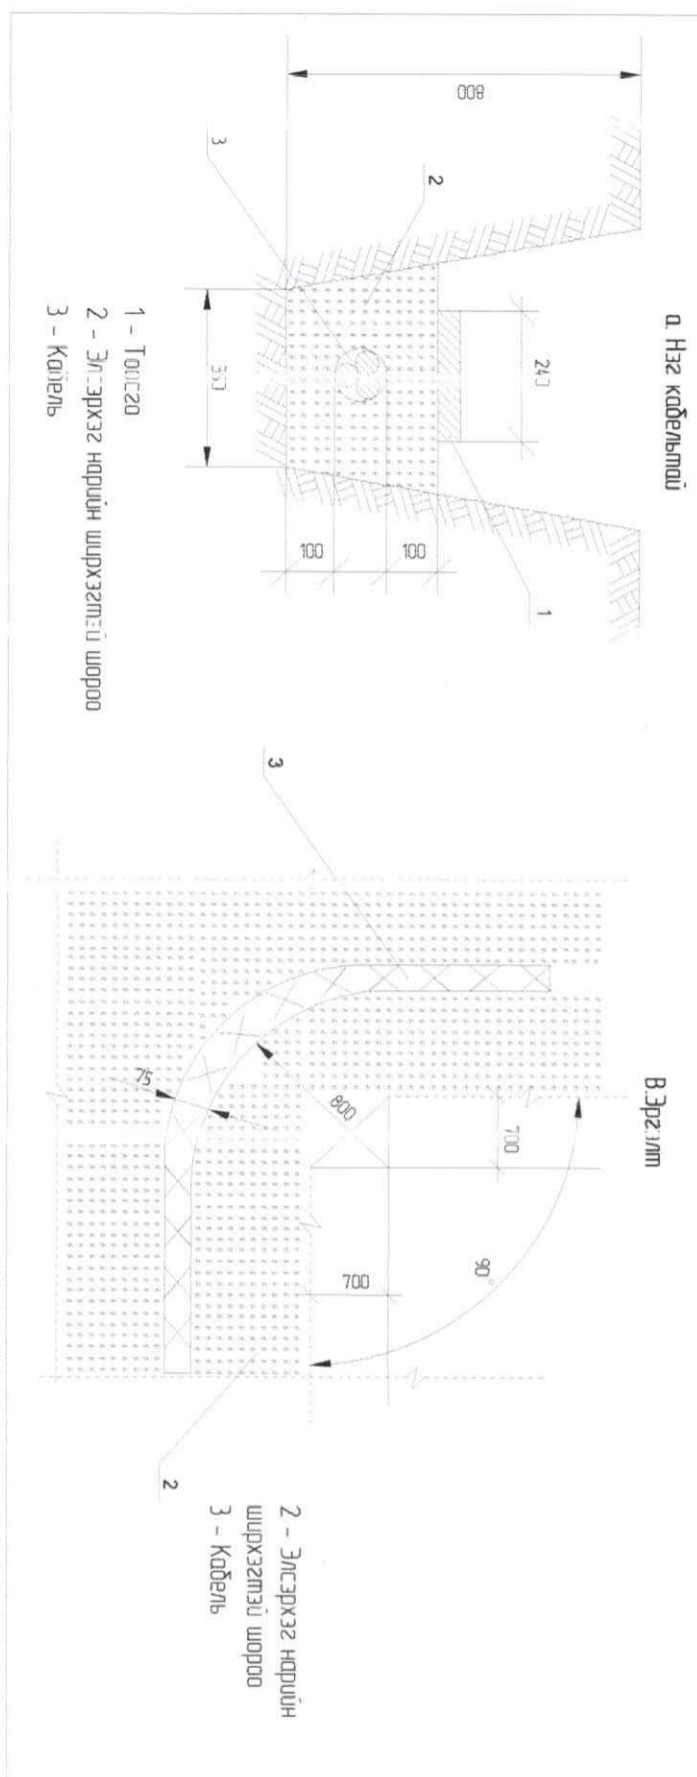 а. Нэг кабельтай
800
3
2
240
350
100
100
1
1 - Тоосго
2 - Элсэрхэг нарийн ширхэгтэй шороо
3 - Кабель
В.Эргэлт
3
75
800
700
700
90°
2
2 - Элсэрхэг нарийн
ширхэгтэй шороо
3 - Кабель